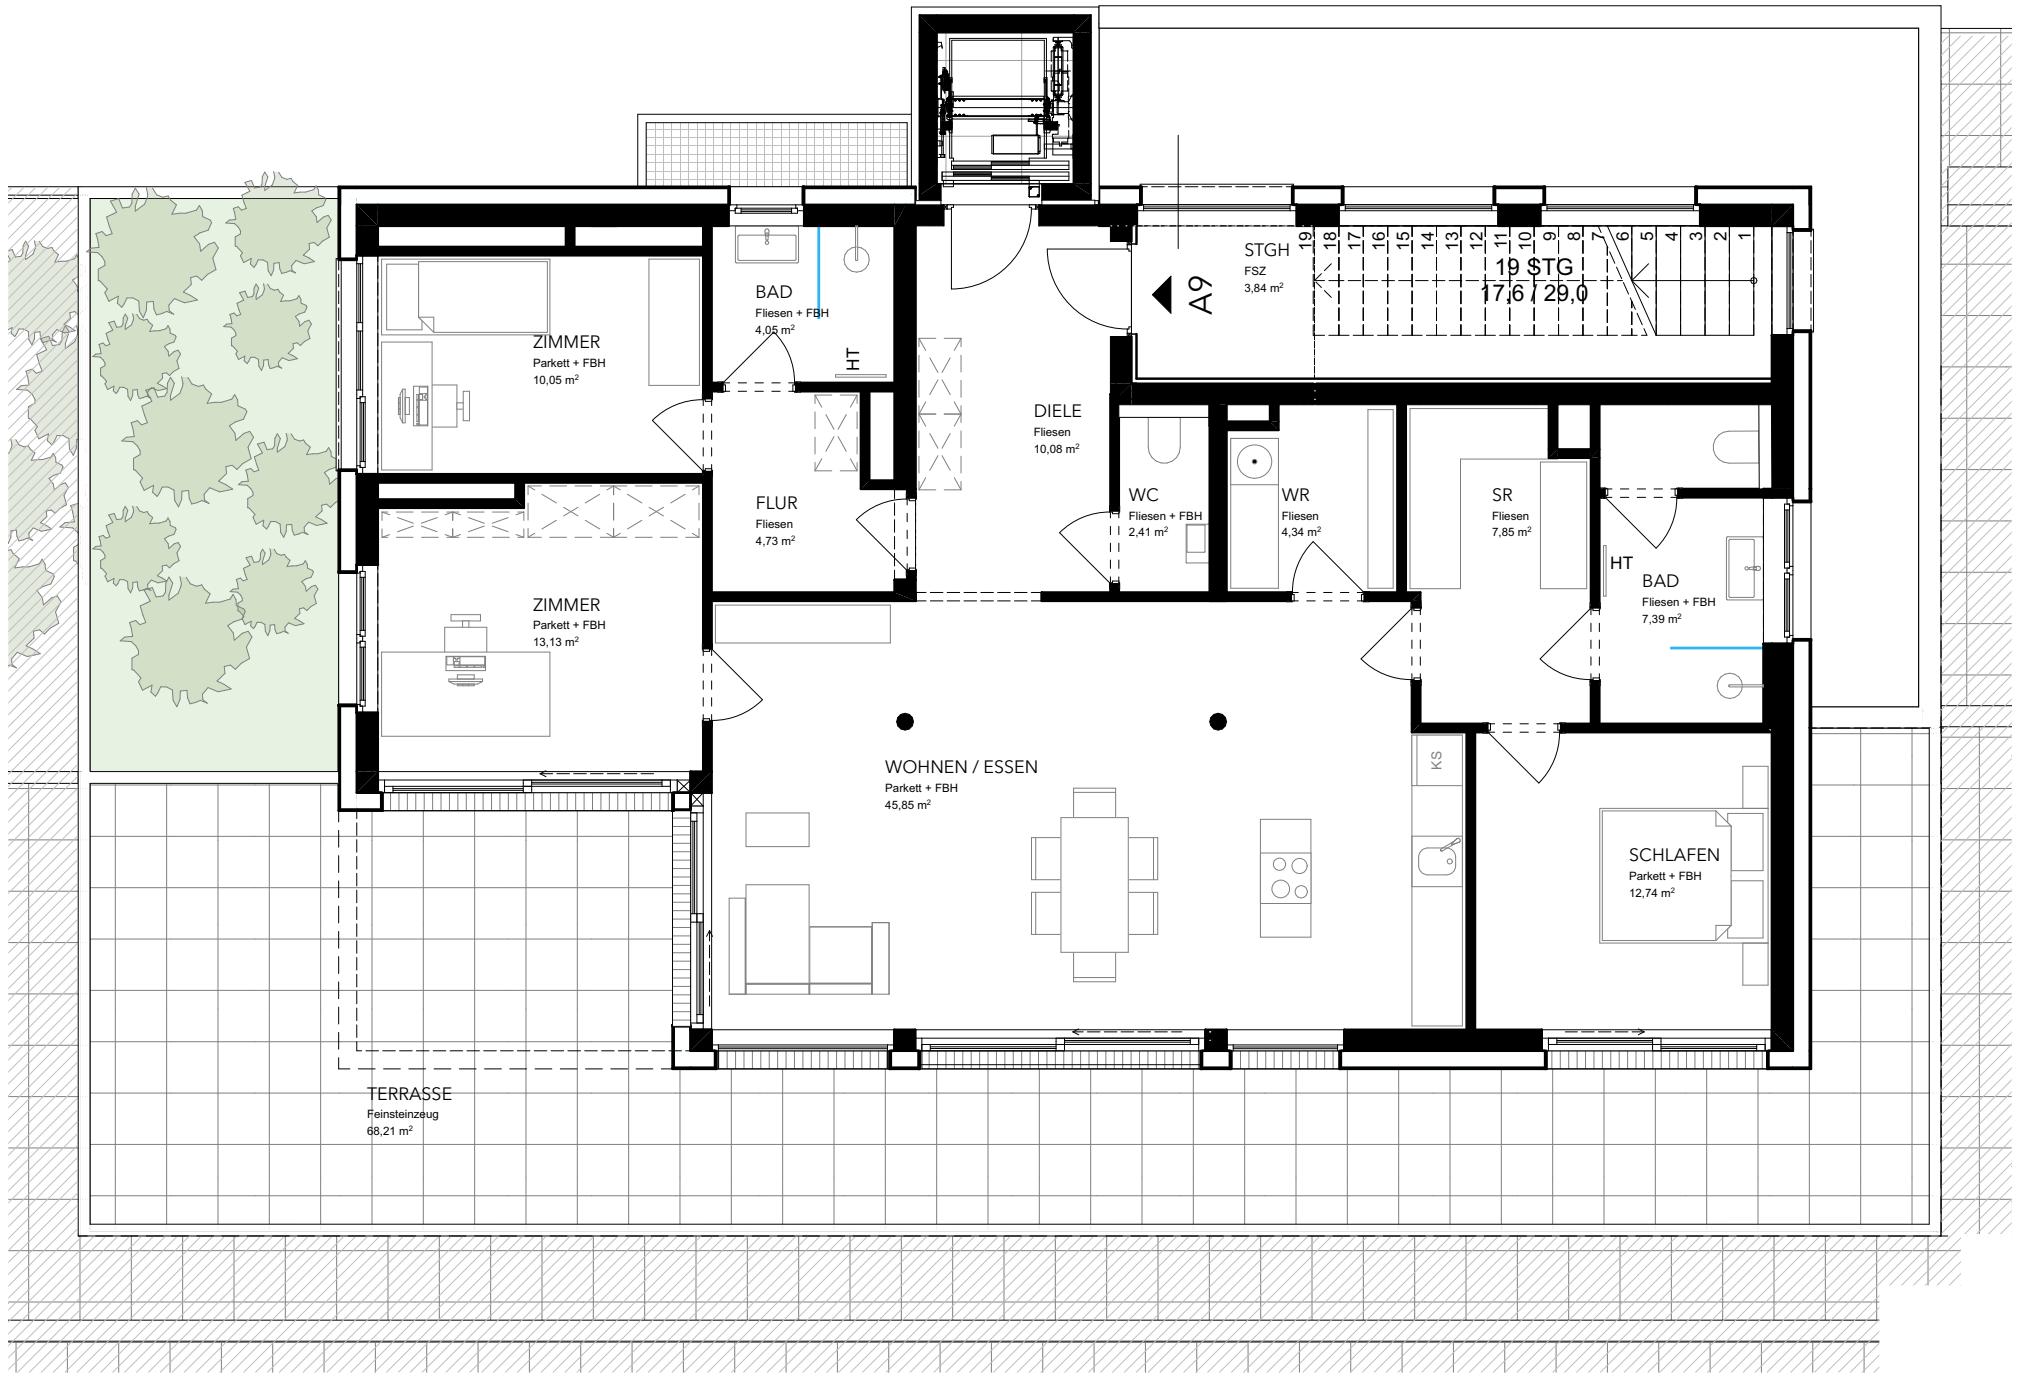 STGH
FSZ
3,84 m²
A9
19
18
17
16
15
14
13
12
11
10
9
8
7
6
5
4
3
2
1
19 STG
17,6 / 29,0
BAD
Fliesen + FBH
4,05 m²
HT
ZIMMER
Parkett + FBH
10,05 m²
DIELE
Fliesen
10,08 m²
FLUR
Fliesen
4,73 m²
WC
Fliesen + FBH
2,41 m²
WR
Fliesen
4,34 m²
SR
Fliesen
7,85 m²
HT
BAD
Fliesen + FBH
7,39 m²
ZIMMER
Parkett + FBH
13,13 m²
WOHNEN / ESSEN
Parkett + FBH
45,85 m²
KS
SCHLAFEN
Parkett + FBH
12,74 m²
TERRASSE
Feinsteinzeug
68,21 m²